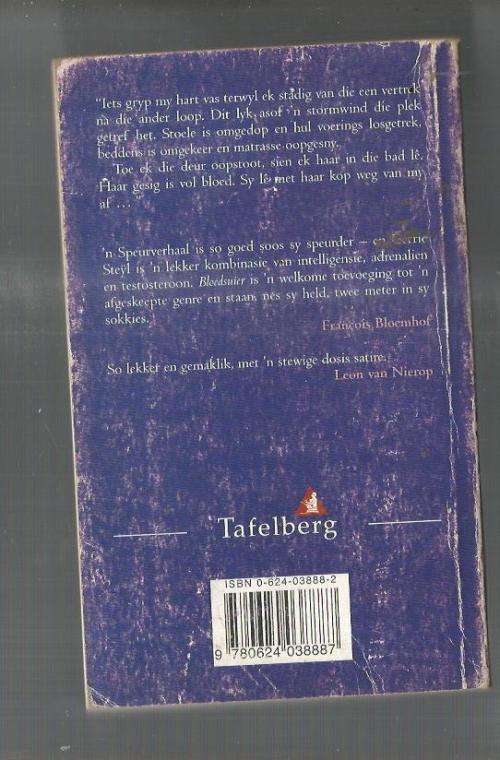 "Iets gryp my hart vas terwyl ek stadig van die een vertrek
na die ander loop. Dit lyk asof 'n stormwind die plek
getref het. Stoele is omgedop en hul voerings losgetrek,
beddens is omgekeer en matrasse oopgesny.
Toe ek die deur oopstoot, sien ek haar in die bad lê.
Haar gesig is vol bloed. Sy lê met haar kop weg van my
af ..."
'n Speurverhaal is so goed soos sy speurder – en
Steyl is 'n lekker kombinasie van intelligensie, adrenalien
en testosteroon. Bloedsuier is 'n welkome toevoeging tot 'n
afgeskeepte genre en staan, nes sy held, twee meter in sy
sokkies.
François Bloemhof
So lekker en gemaklik, met 'n stewige dosis satire.
Leon van Nierop
Tafelberg
ISBN 0-624-03888-2
9 780624 038887